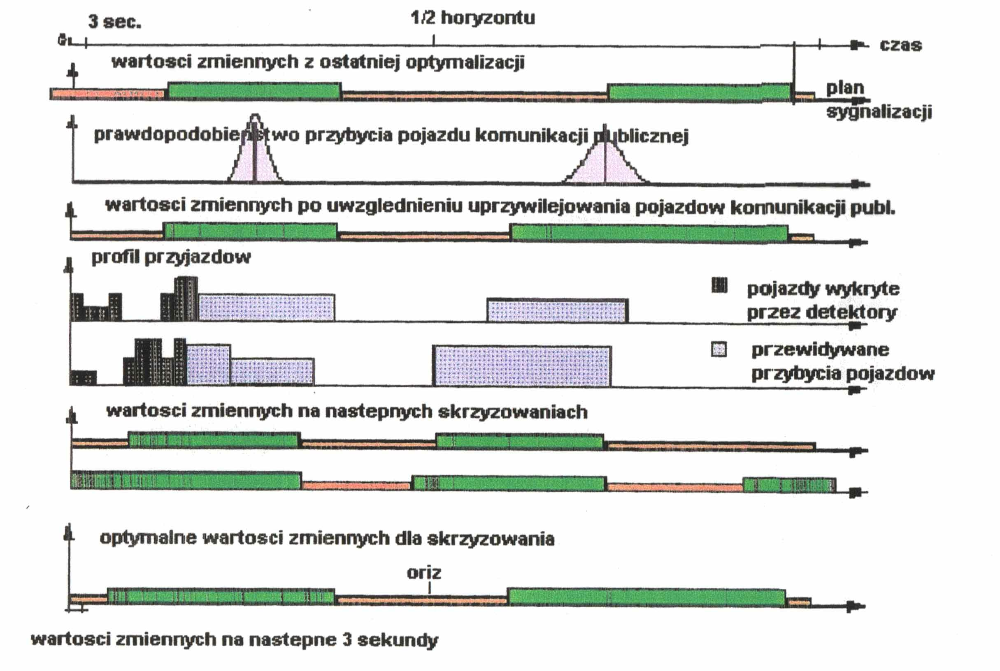 3 sec.
1/2 horyzontu
czas
wartosci zmiennych z ostatniej optymalizacji
plan
sygnalizacji
prawdopodobienstwo przybycia pojazdu komunikacji publicznej
wartosci zmiennych po uwzglednieniu uprzywilejowania pojazdow komunikacji publ.
profil przyjazdow
pojazdy wykryte
przez detektory
przewidywane
przybycia pojazdow
wartosci zmiennych na nastepnych skrzyzowaniach
optymalne wartosci zmiennych dla skrzyzowania
oriz
wartosci zmiennych na nastepne 3 sekundy